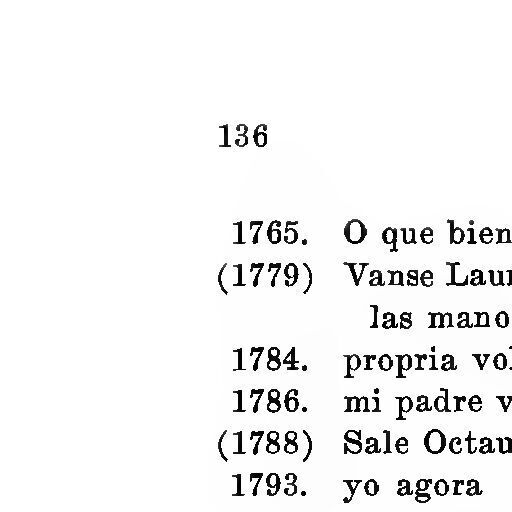 136
1765. O que bien
(1779) Vanse Laur
las mano
1784. propria vol
1786. mi padre v
(1788) Sale Octau
1793. yo agora